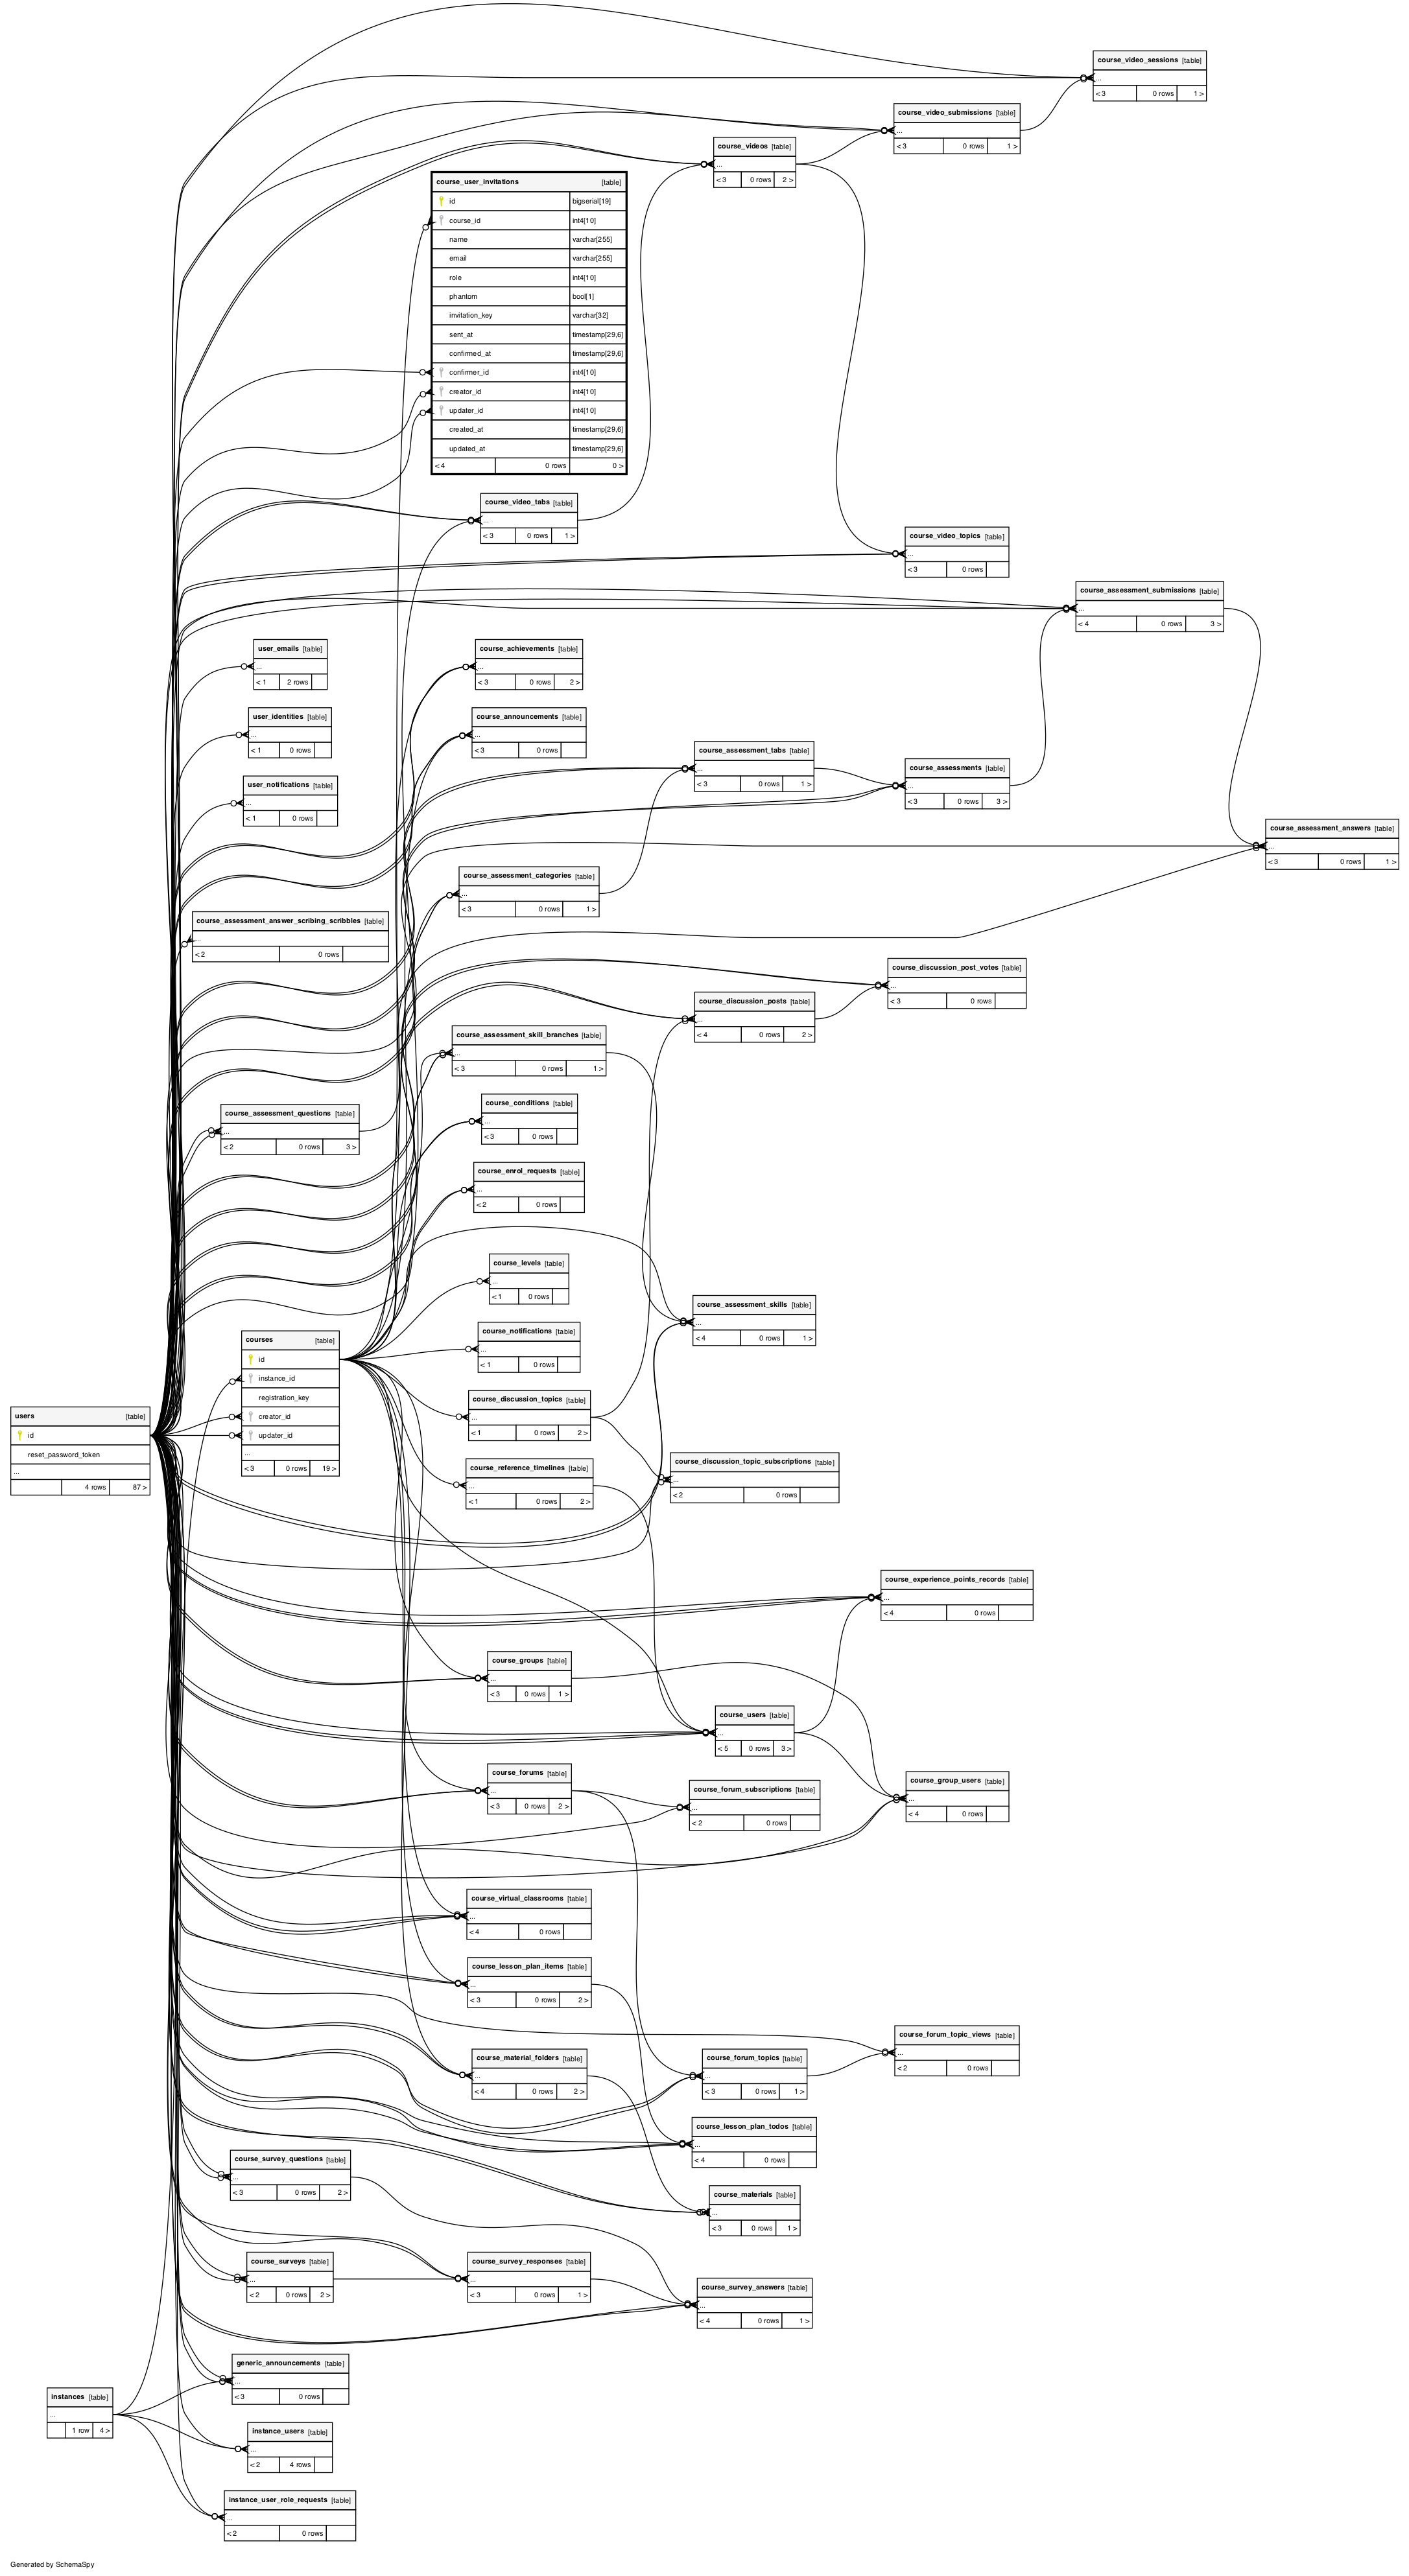 course_video_sessions [table]
...
< 3 0 rows 1 >
course_video_submissions [table]
...
< 3 0 rows 1 >
course_videos [table]
...
< 3 0 rows 2 >
course_user_invitations [table]
id bigserial[19]
course_id int4[10]
name varchar[255]
email varchar[255]
role int4[10]
phantom bool[1]
invitation_key varchar[32]
sent_at timestamp[29,6]
confirmed_at timestamp[29,6]
confirmer_id int4[10]
creator_id int4[10]
updater_id int4[10]
created_at timestamp[29,6]
updated_at timestamp[29,6]
< 4 0 rows 0 >
course_video_tabs [table]
...
< 3 0 rows 1 >
course_video_topics [table]
...
< 3 0 rows
course_assessment_submissions [table]
...
< 4 0 rows 3 >
user_emails [table]
...
< 1 2 rows
course_achievements [table]
...
< 3 0 rows 2 >
user_identities [table]
...
< 1 0 rows
course_announcements [table]
...
< 3 0 rows
course_assessment_tabs [table]
...
< 3 0 rows 1 >
course_assessments [table]
...
< 3 0 rows 3 >
user_notifications [table]
...
< 1 0 rows
course_assessment_answers [table]
...
< 3 0 rows 1 >
course_assessment_categories [table]
...
< 3 0 rows 1 >
course_assessment_answer_scribing_scribbles [table]
...
< 2 0 rows
course_discussion_post_votes [table]
...
< 3 0 rows
course_discussion_posts [table]
...
< 4 0 rows 2 >
course_assessment_skill_branches [table]
...
< 3 0 rows 1 >
course_assessment_questions [table]
...
< 2 0 rows 3 >
course_conditions [table]
...
< 3 0 rows
course_enrol_requests [table]
...
< 2 0 rows
course_levels [table]
...
< 1 0 rows
course_assessment_skills [table]
...
< 4 0 rows 1 >
course_notifications [table]
...
< 1 0 rows
courses [table]
id
instance_id
registration_key
creator_id
updater_id
...
< 3 0 rows 19 >
users [table]
id
reset_password_token
...
4 rows 87 >
course_discussion_topics [table]
...
< 1 0 rows 2 >
course_discussion_topic_subscriptions [table]
...
< 2 0 rows
course_reference_timelines [table]
...
< 1 0 rows 2 >
course_experience_points_records [table]
...
< 4 0 rows
course_groups [table]
...
< 3 0 rows 1 >
course_users [table]
...
< 5 0 rows 3 >
course_forums [table]
...
< 3 0 rows 2 >
course_group_users [table]
...
< 4 0 rows
course_forum_subscriptions [table]
...
< 2 0 rows
course_virtual_classrooms [table]
...
< 4 0 rows
course_lesson_plan_items [table]
...
< 3 0 rows 2 >
course_forum_topic_views [table]
...
< 2 0 rows
course_material_folders [table]
...
< 4 0 rows 2 >
course_forum_topics [table]
...
< 3 0 rows 1 >
course_lesson_plan_todos [table]
...
< 4 0 rows
course_survey_questions [table]
...
< 3 0 rows 2 >
course_materials [table]
...
< 3 0 rows 1 >
course_surveys [table]
...
< 2 0 rows 2 >
course_survey_responses [table]
...
< 3 0 rows 1 >
course_survey_answers [table]
...
< 4 0 rows 1 >
generic_announcements [table]
...
< 3 0 rows
instances [table]
...
1 row 4 >
instance_users [table]
...
< 2 4 rows
instance_user_role_requests [table]
...
< 2 0 rows
Generated by SchemaSpy